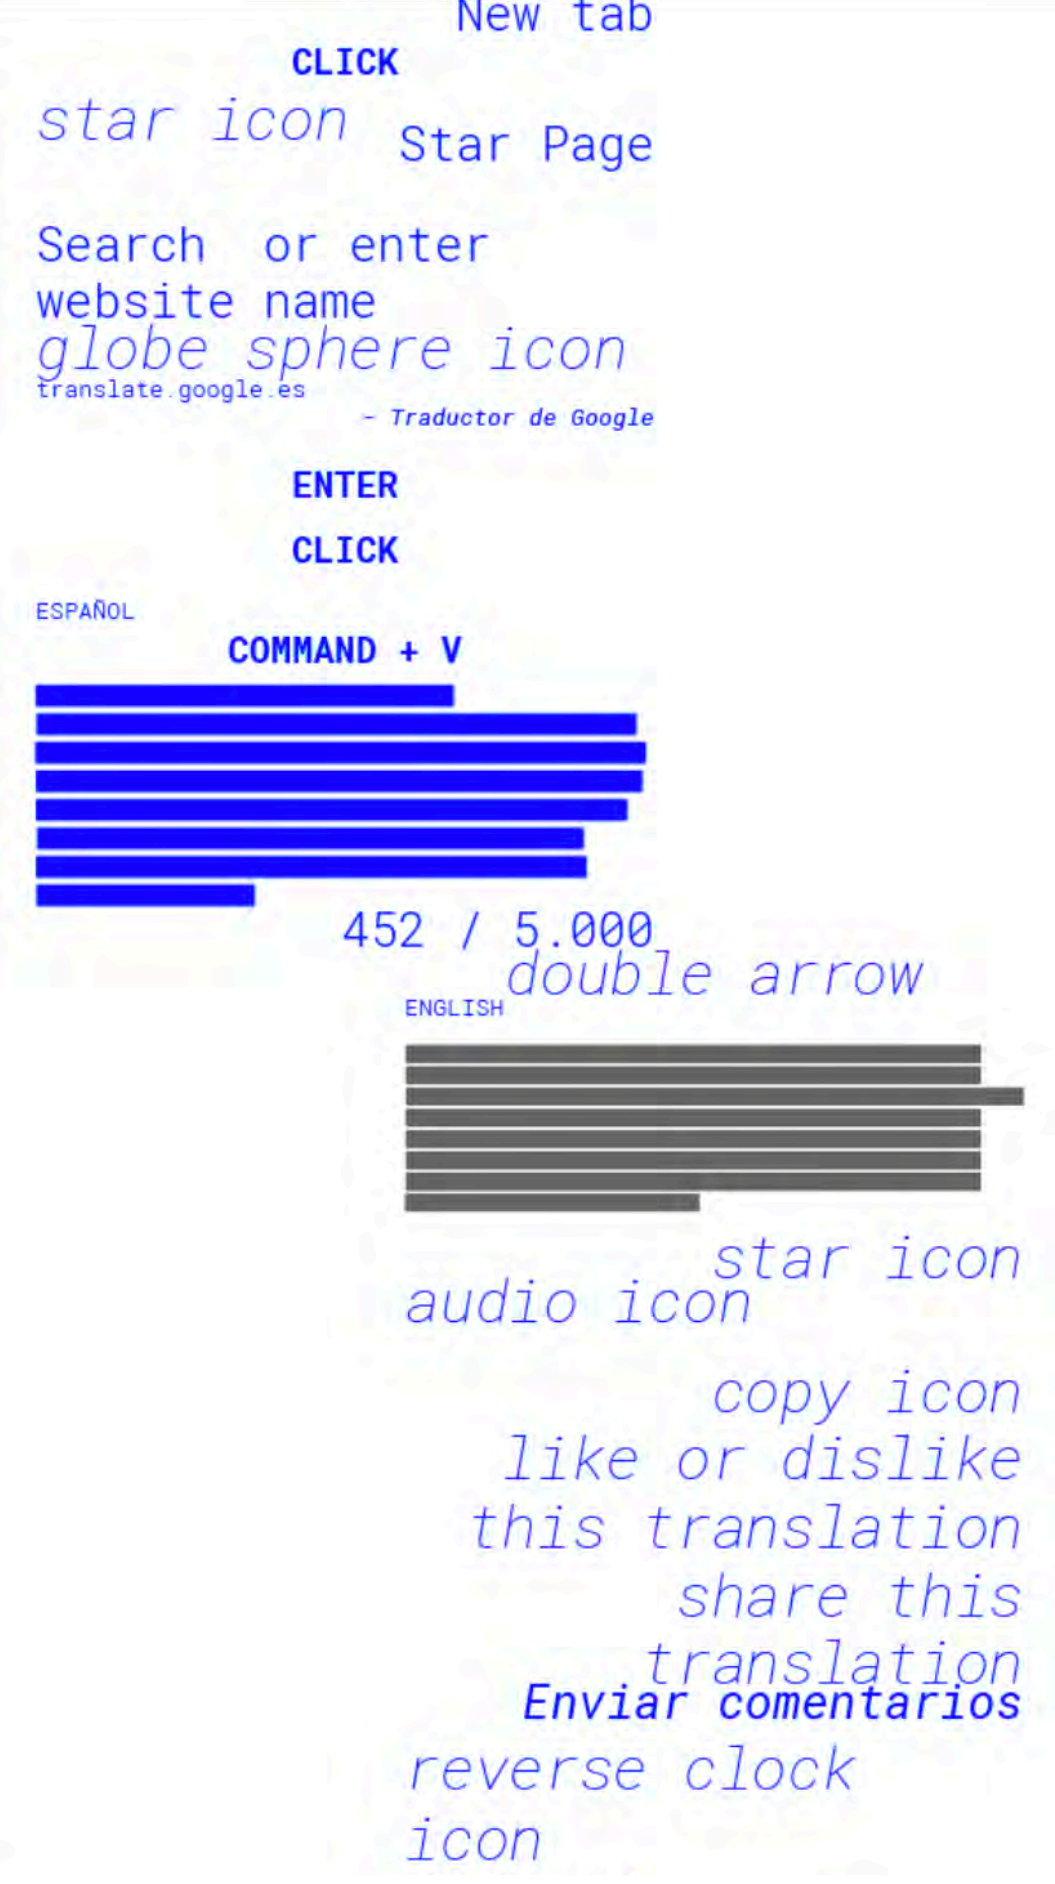 New tab
CLICK
star icon
Star Page
Search  or enter
website name
globe sphere icon
translate.google.es
– Traductor de Google
ENTER
CLICK
ESPAÑOL
COMMAND + V
452 / 5.000
double arrow
ENGLISH
star icon
audio icon
copy icon
like or dislike
this translation
share this
translation
Enviar comentarios
reverse clock
icon